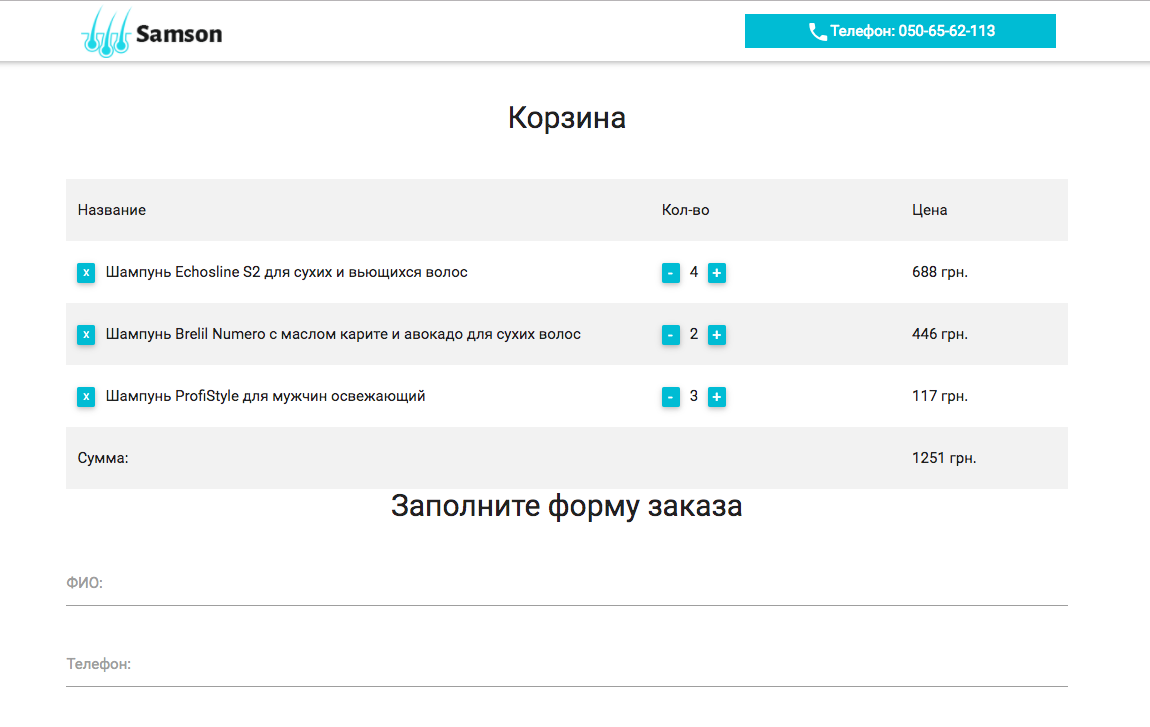 Samson
Телефон: 050-65-62-113
Корзина
Название Кол-во Цена
x Шампунь Echosline S2 для сухих и вьющихся волос - 4 + 688 грн.
x Шампунь Brelil Numero с маслом карите и авокадо для сухих волос - 2 + 446 грн.
x Шампунь ProfiStyle для мужчин освежающий - 3 + 117 грн.
Сумма: 1251 грн.
Заполните форму заказа
ФИО:
Телефон: